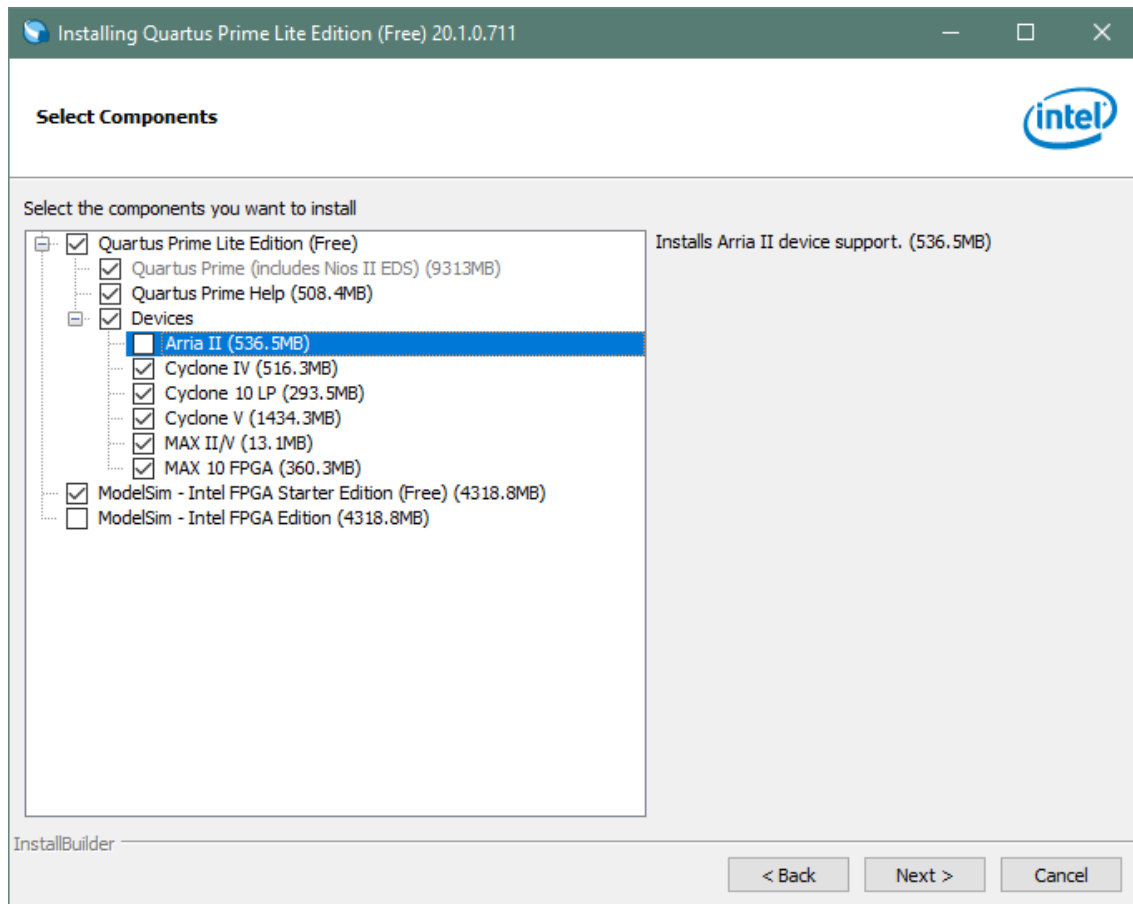 Installing Quartus Prime Lite Edition (Free) 20.1.0.711
Select Components
intel
Select the components you want to install
Quartus Prime Lite Edition (Free)
Quartus Prime (includes Nios II EDS) (9313MB)
Quartus Prime Help (508.4MB)
Devices
Arria II (536.5MB)
Cyclone IV (516.3MB)
Cyclone 10 LP (293.5MB)
Cyclone V (1434.3MB)
MAX II/V (13.1MB)
MAX 10 FPGA (360.3MB)
ModelSim - Intel FPGA Starter Edition (Free) (4318.8MB)
ModelSim - Intel FPGA Edition (4318.8MB)
Installs Arria II device support. (536.5MB)
InstallBuilder
< Back
Next >
Cancel